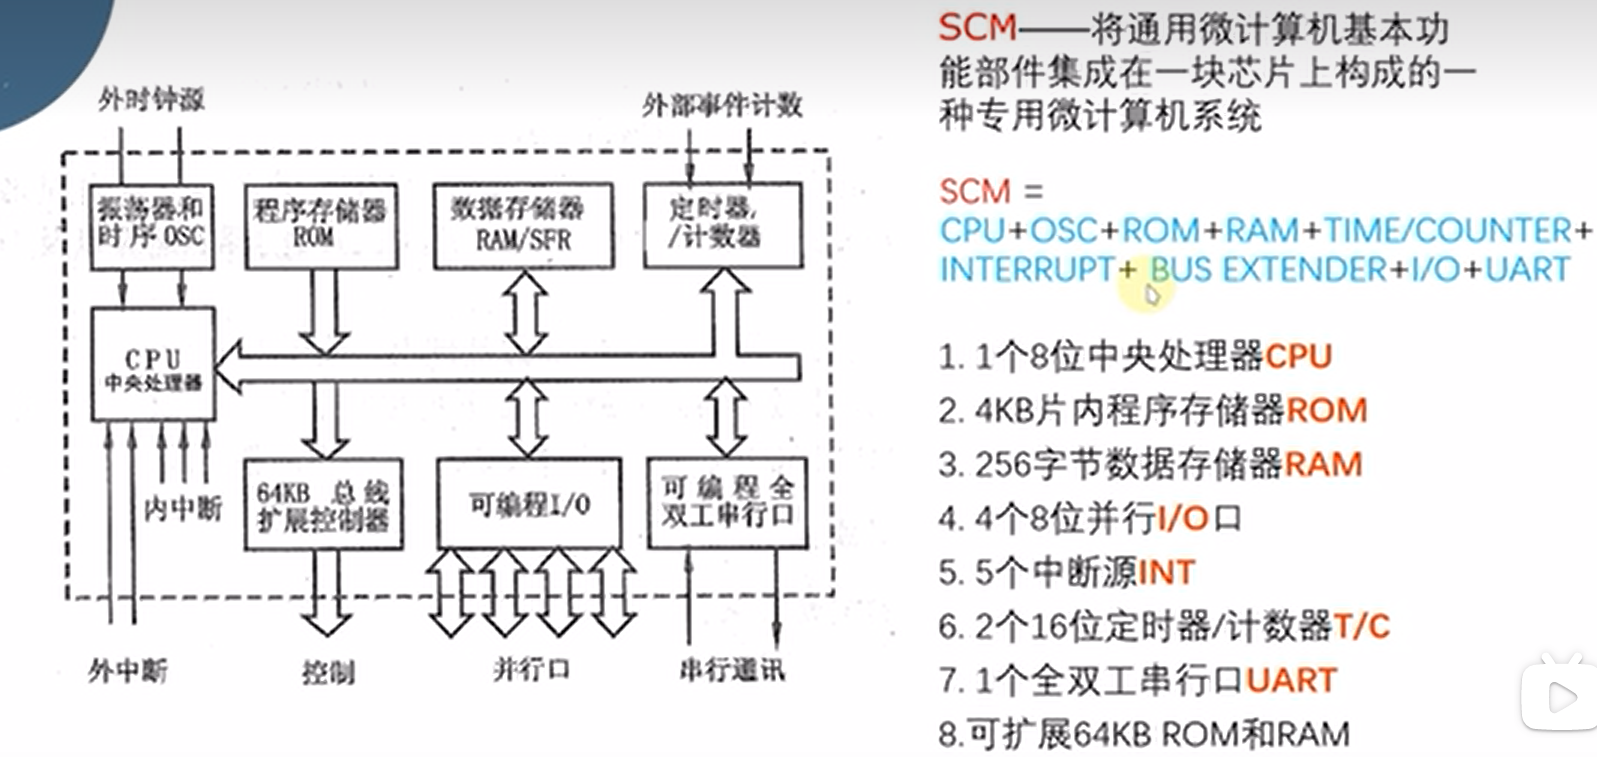 外时钟源
外部事件计数
振荡器和
时序OSC
程序存储器
ROM
数据存储器
RAM/SFR
定时器,
/计数器
CPU
中央处理器
内中断
64KB 总线
扩展控制器
可编程I/O
可编程全
双工串行口
外中断
控制
并行口
串行通讯
SCM——将通用微计算机基本功
能部件集成在一块芯片上构成的一
种专用微计算机系统
SCM =
CPU+OSC+ROM+RAM+TIME/COUNTER+
INTERRUPT+ BUS EXTENDER+I/O+UART
1. 1个8位中央处理器CPU
2. 4KB片内程序存储器ROM
3. 256字节数据存储器RAM
4. 4个8位并行I/O口
5. 5个中断源INT
6. 2个16位定时器/计数器T/C
7. 1个全双工串行口UART
8.可扩展64KB ROM和RAM